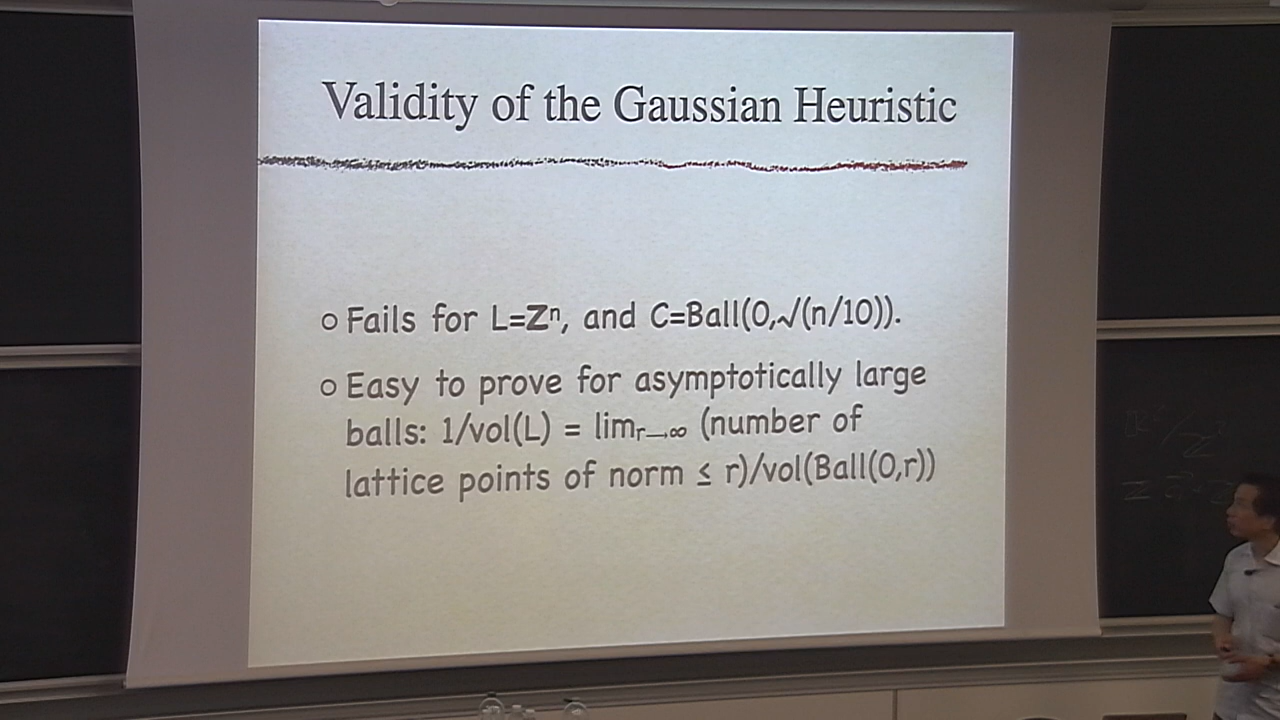 Validity of the Gaussian Heuristic
○ Fails for L=Zⁿ, and C=Ball(0,√(n/10)).
○ Easy to prove for asymptotically large
balls: 1/vol(L) = limᵣ→∞ (number of
lattice points of norm ≤ r)/vol(Ball(0,r))